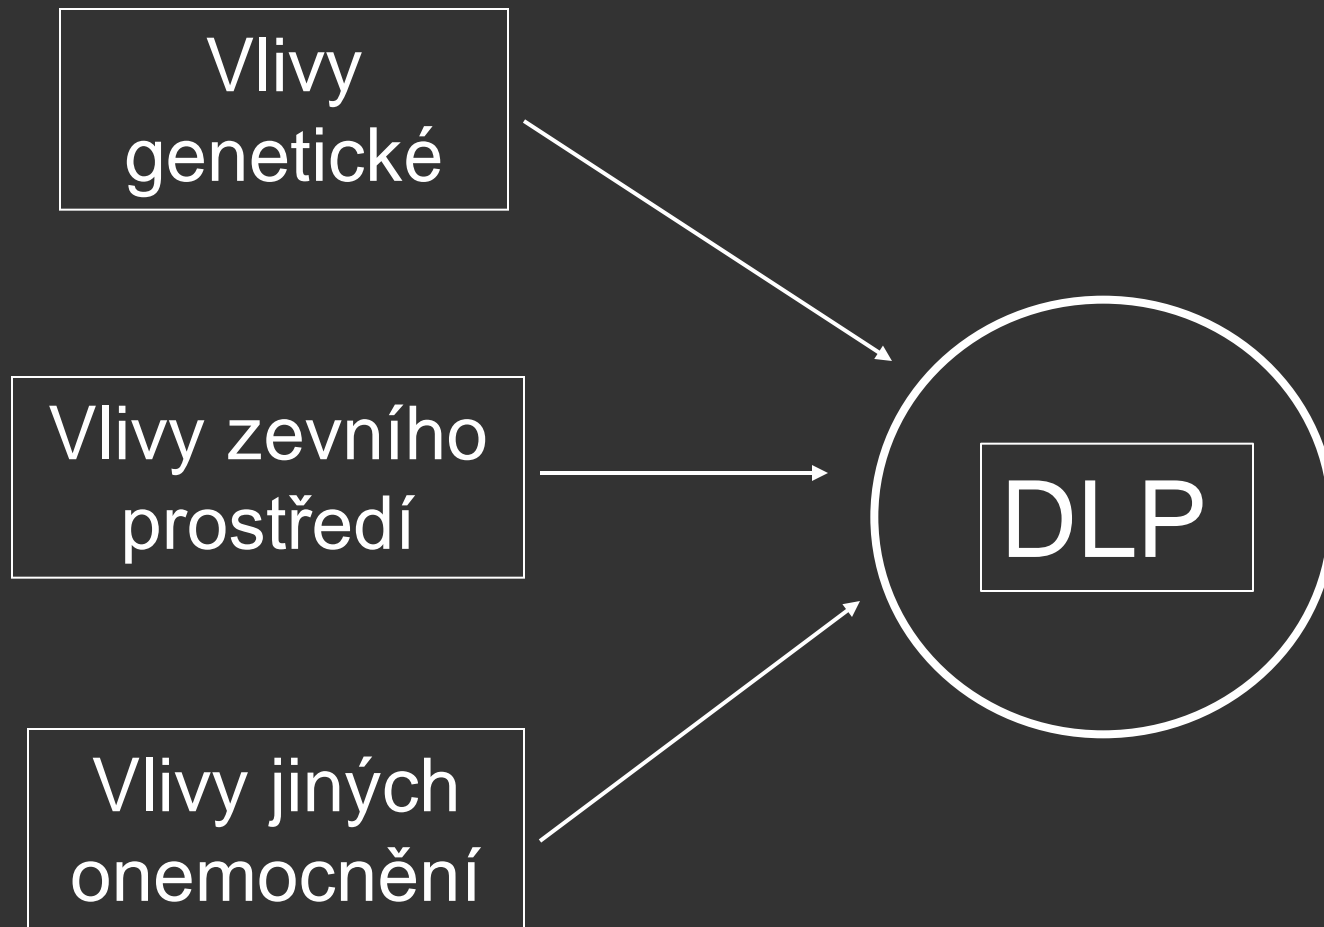 Vlivy
genetické
Vlivy zevního
prostředí
DLP
Vlivy jiných
onemocnění